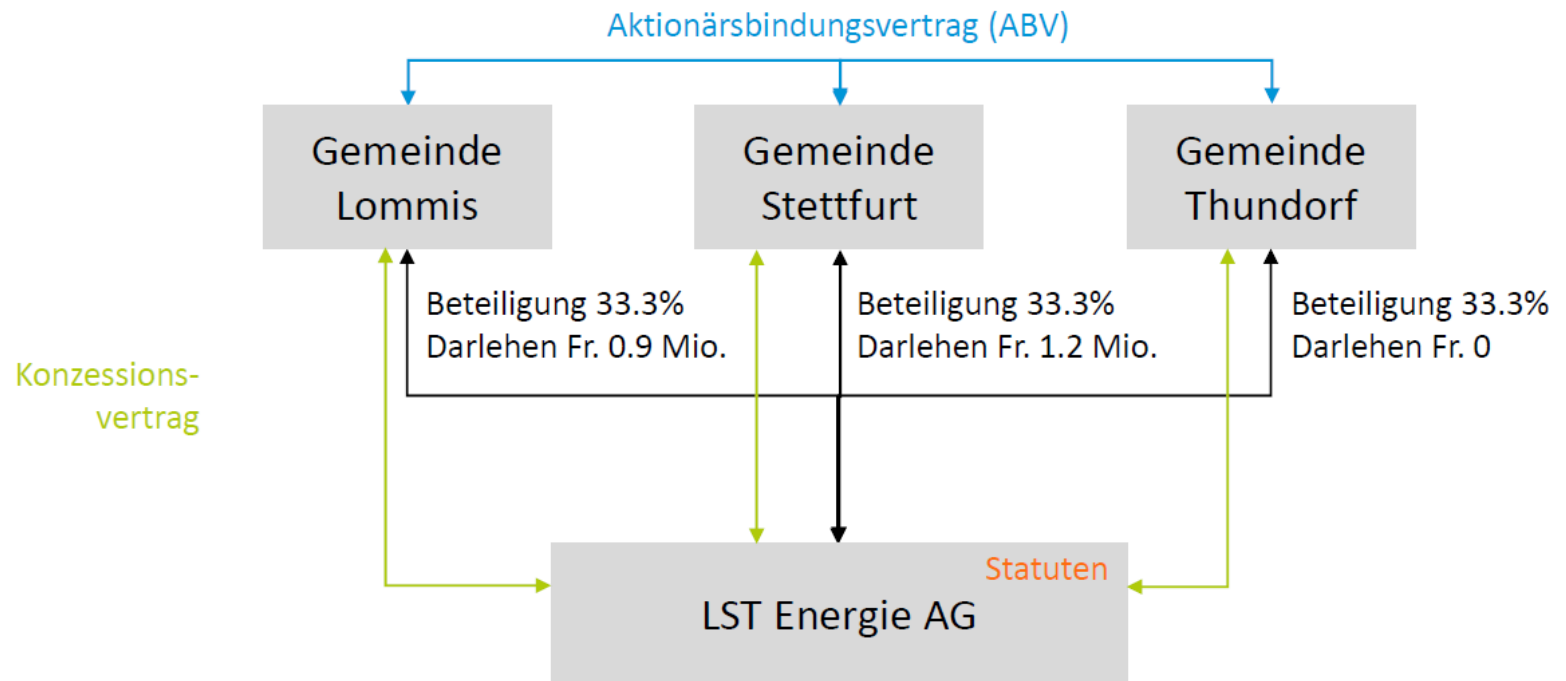 Aktionärsbindungsvertrag (ABV)
Gemeinde
Lommis
Gemeinde
Stettfurt
Gemeinde
Thundorf
Beteiligung 33.3%
Darlehen Fr. 0.9 Mio.
Beteiligung 33.3%
Darlehen Fr. 1.2 Mio.
Beteiligung 33.3%
Darlehen Fr. 0
Konzessions-
vertrag
Statuten
LST Energie AG